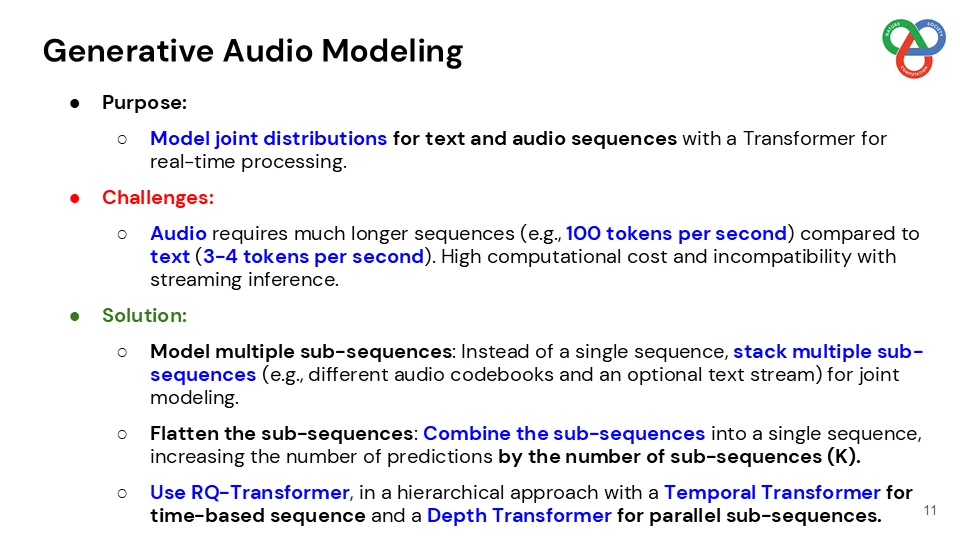 Generative Audio Modeling
NATURE SOCIETY COMPUTATION
● Purpose:
○ Model joint distributions for text and audio sequences with a Transformer for
real-time processing.
● Challenges:
○ Audio requires much longer sequences (e.g., 100 tokens per second) compared to
text (3-4 tokens per second). High computational cost and incompatibility with
streaming inference.
● Solution:
○ Model multiple sub-sequences: Instead of a single sequence, stack multiple sub-
sequences (e.g., different audio codebooks and an optional text stream) for joint
modeling.
○ Flatten the sub-sequences: Combine the sub-sequences into a single sequence,
increasing the number of predictions by the number of sub-sequences (K).
○ Use RQ-Transformer, in a hierarchical approach with a Temporal Transformer for
time-based sequence and a Depth Transformer for parallel sub-sequences.
11